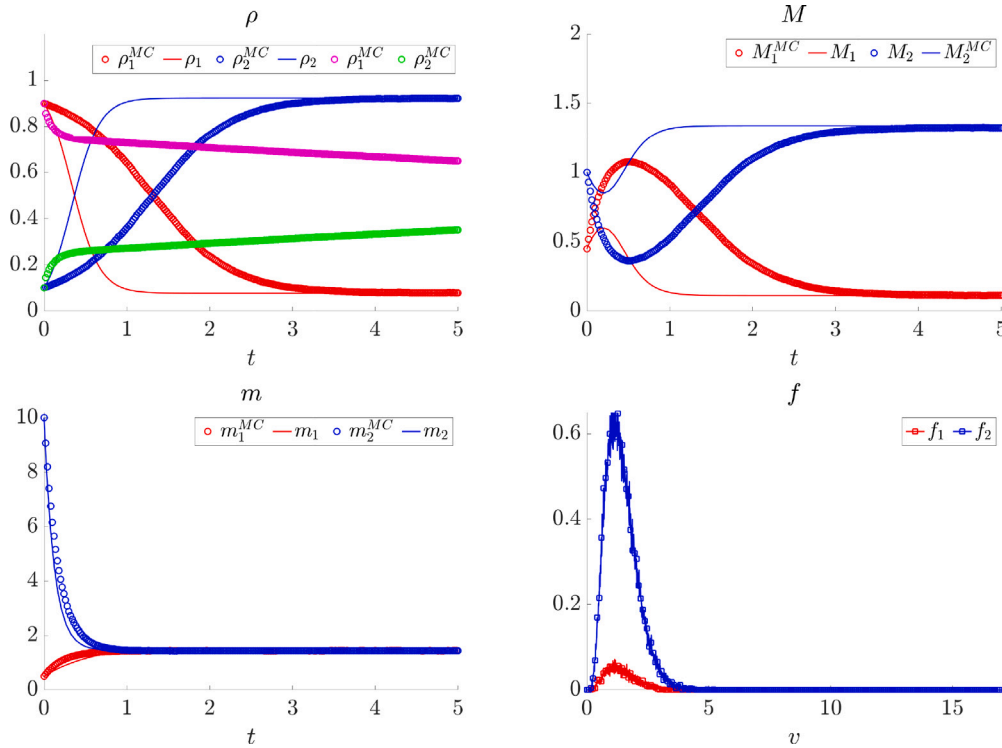 ρ M
ρ₁^{MC} ρ₁ ρ₂^{MC} ρ₂ ρ₁^{MC} ρ₂^{MC}
1
0.8
0.6
0.4
0.2
0
0 1 2 3 4 5
t
M₁^{MC} M₁ M₂ M₂^{MC}
2
1.5
1
0.5
0
0 1 2 3 4 5
t
m f
m₁^{MC} m₁ m₂^{MC} m₂
10
8
6
4
2
0
0 1 2 3 4 5
t
f₁ f₂
0.6
0.4
0.2
0
0 5 10 15
v